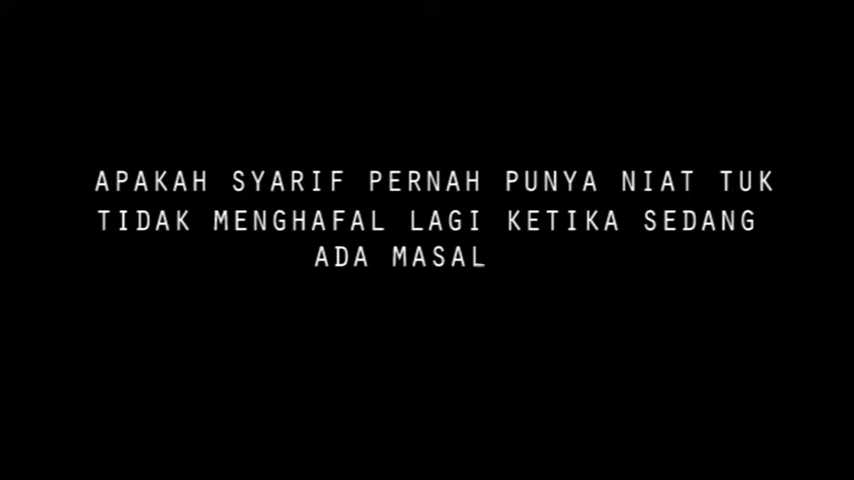 APAKAH SYARIF PERNAH PUNYA NIAT TUK
TIDAK MENGHAFAL LAGI KETIKA SEDANG
ADA MASAL